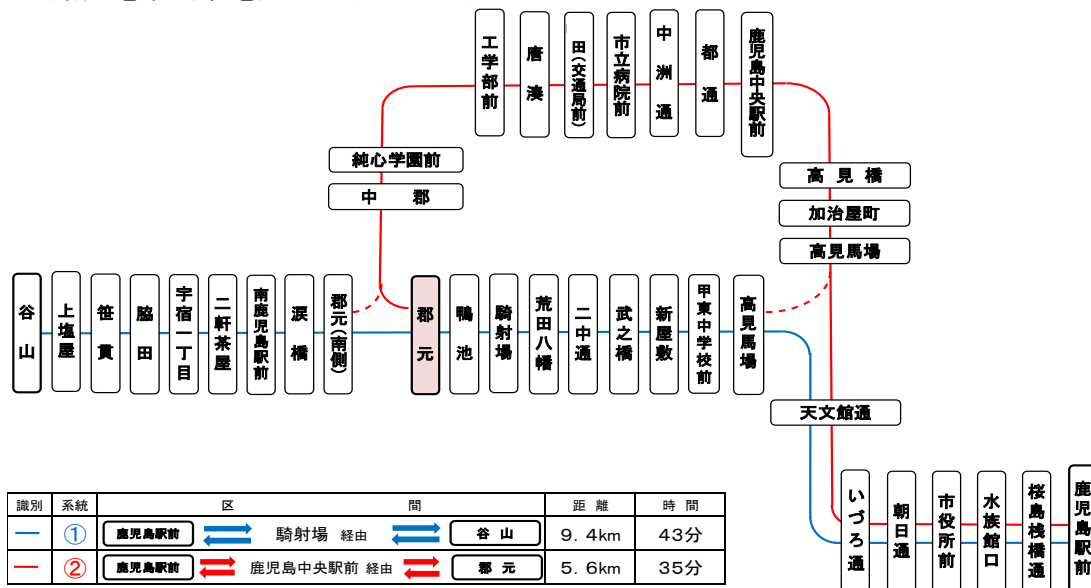 工学部前
唐湊
田(交通局前)
市立病院前
中洲通
都通
鹿児島中央駅前
純心学園前
中郡
高見橋
加治屋町
高見馬場
谷山
上塩屋
笹貫
脇田
宇宿一丁目
二軒茶屋
南鹿児島駅前
涙橋
郡元(南側)
郡元
鴨池
騎射場
荒田八幡
二中通
武之橋
新屋敷
甲東中学校前
高見馬場
天文館通
いづろ通
朝日通
市役所前
水族館口
桜島桟橋通
鹿児島駅前
識別 系統 区間 距離 時間
① 鹿児島駅前 騎射場 経由 谷山 9.4km 43分
② 鹿児島駅前 鹿児島中央駅前 経由 郡元 5.6km 35分